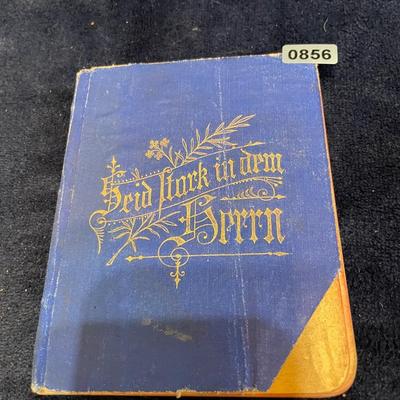 0856
Seid stark in dem
Herrn